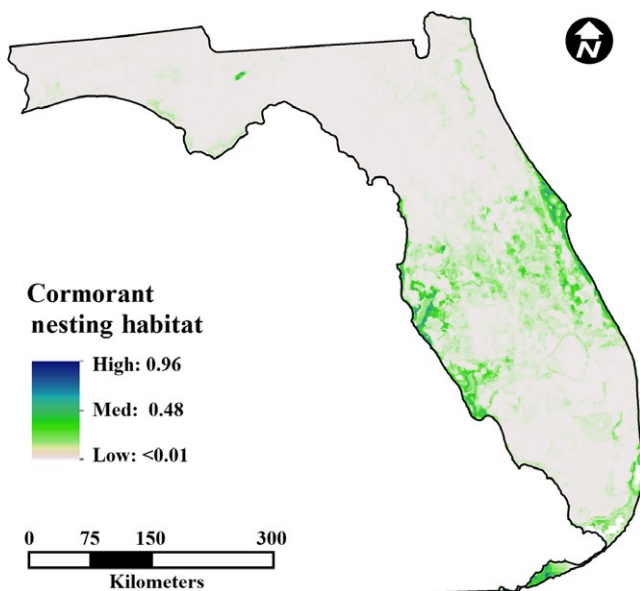 N
Cormorant
nesting habitat
High: 0.96
Med: 0.48
Low: <0.01
0 75 150 300
Kilometers